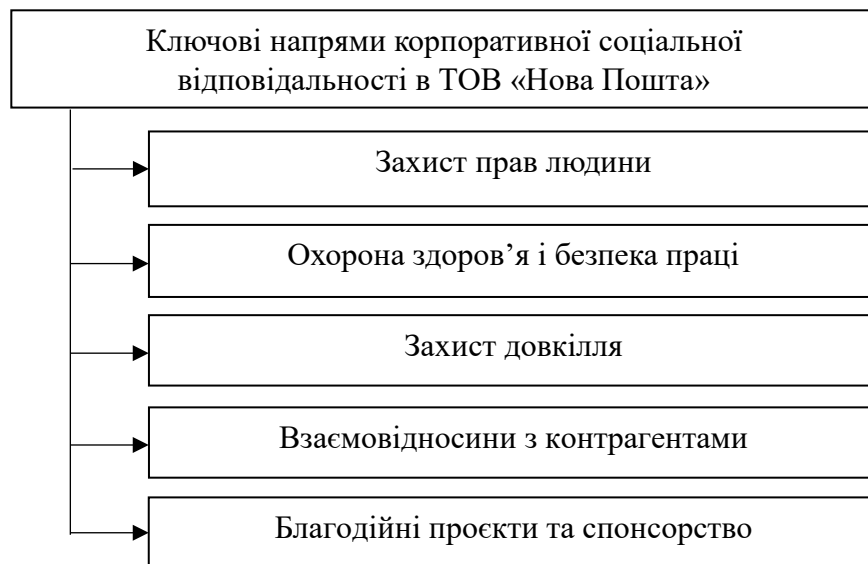 Ключові напрями корпоративної соціальної
відповідальності в ТОВ «Нова Пошта»
Захист прав людини
Охорона здоров’я і безпека праці
Захист довкілля
Взаємовідносини з контрагентами
Благодійні проєкти та спонсорство